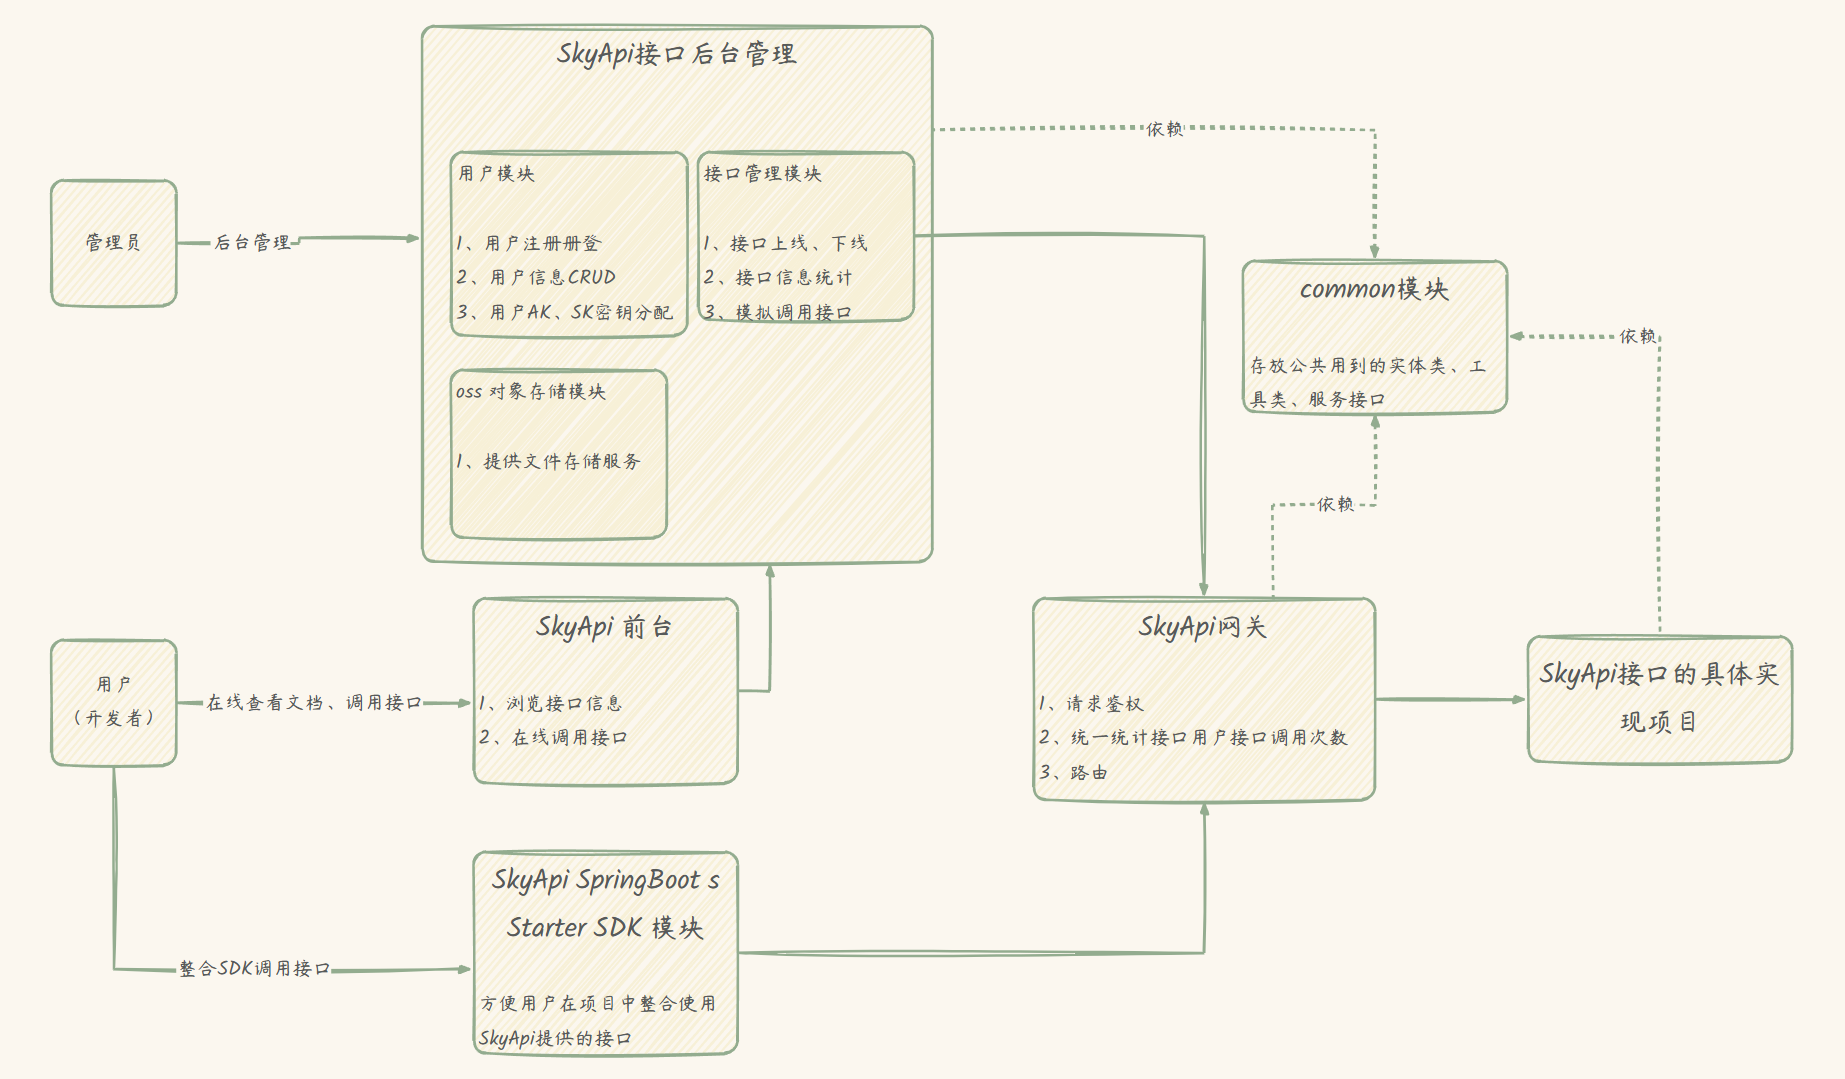 SkyApi接口后台管理
依赖
用户模块
1、用户注册册登
2、用户信息CRUD
3、用户AK、SK密钥分配
接口管理模块
1、接口上线、下线
2、接口信息统计
3、模拟调用接口
管理员
后台管理
common模块
存放公共用到的实体类、工
具类、服务接口
依赖
oss 对象存储模块
1、提供文件存储服务
依赖
用户
（开发者）
在线查看文档、调用接口
SkyApi 前台
1、浏览接口信息
2、在线调用接口
SkyApi网关
1、请求鉴权
2、统一统计接口用户接口调用次数
3、路由
SkyApi接口的具体实
现项目
SkyApi SpringBoot s
Starter SDK 模块
方便用户在项目中整合使用
SkyApi提供的接口
整合SDK调用接口